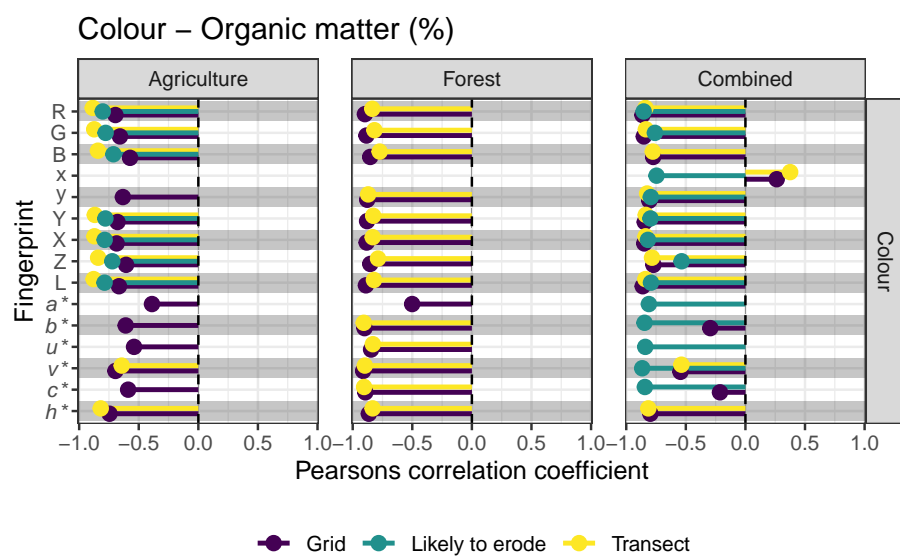 Colour – Organic matter (%)
Agriculture Forest Combined
R
G
B
x
y
Y
X
Z
L
a*
b*
u*
v*
c*
h*
Fingerprint
Colour
−1.0 −0.5 0.0 0.5 1.0 −1.0 −0.5 0.0 0.5 1.0 −1.0 −0.5 0.0 0.5 1.0
Pearsons correlation coefficient
Grid Likely to erode Transect